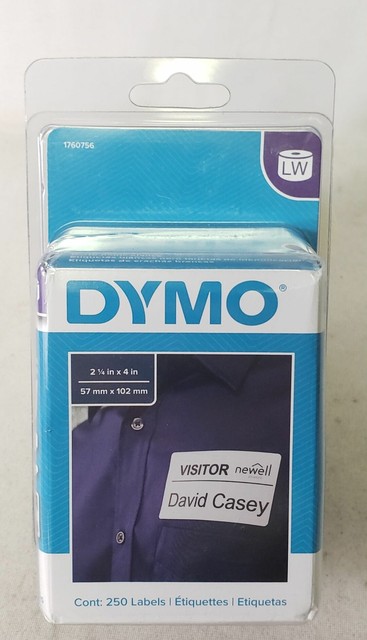 1760756
LW
DYMO®
2 ¼ in x 4 in
57 mm x 102 mm
VISITOR newell
David Casey
Cont: 250 Labels | Étiquettes | Etiquetas